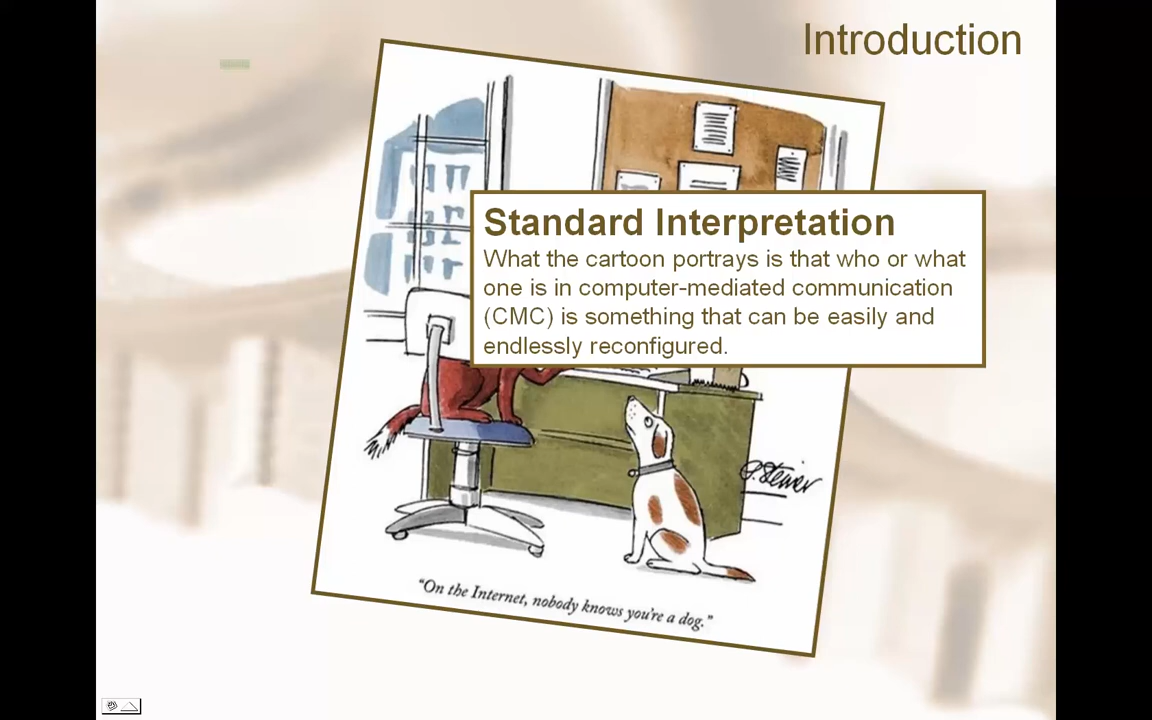 Introduction
Standard Interpretation
What the cartoon portrays is that who or what
one is in computer-mediated communication
(CMC) is something that can be easily and
endlessly reconfigured.
P. Steiner
"On the Internet, nobody knows you're a dog."